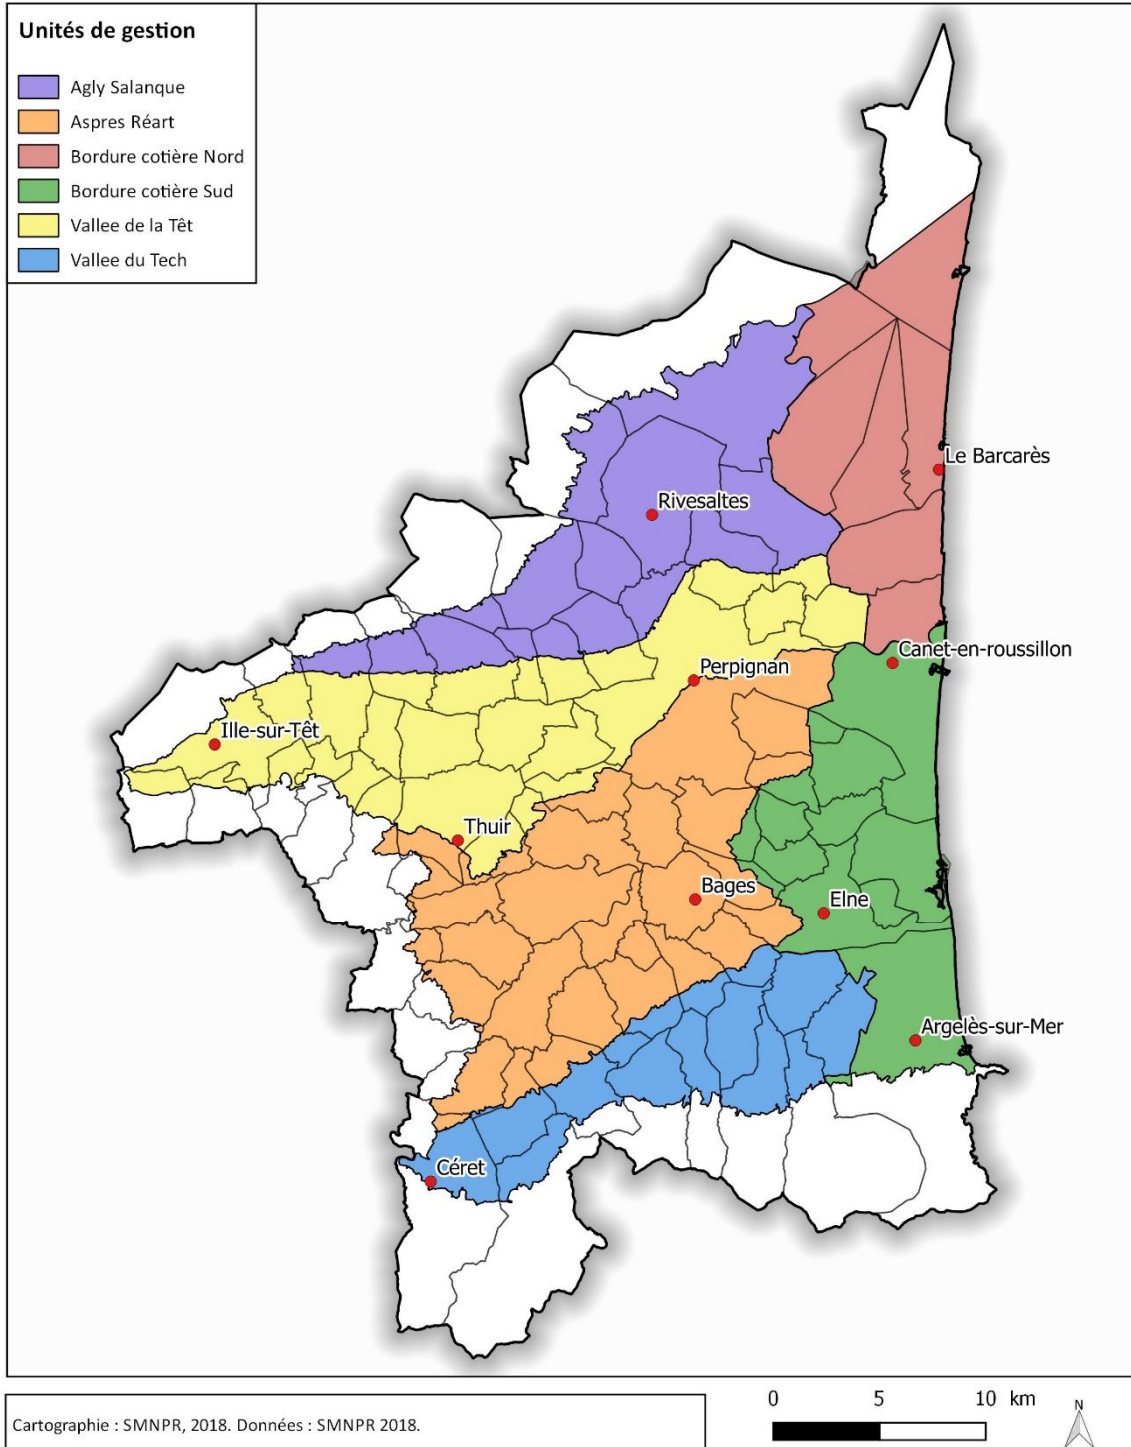 Unités de gestion
Agly Salanque
Aspres Réart
Bordure cotière Nord
Bordure cotière Sud
Vallee de la Têt
Vallee du Tech
Le Barcarès
Rivesaltes
Canet-en-roussillon
Perpignan
Ille-sur-Têt
Thuir
Bages
Elne
Argelès-sur-Mer
Céret
0 5 10 km
N
Cartographie : SMNPR, 2018. Données : SMNPR 2018.